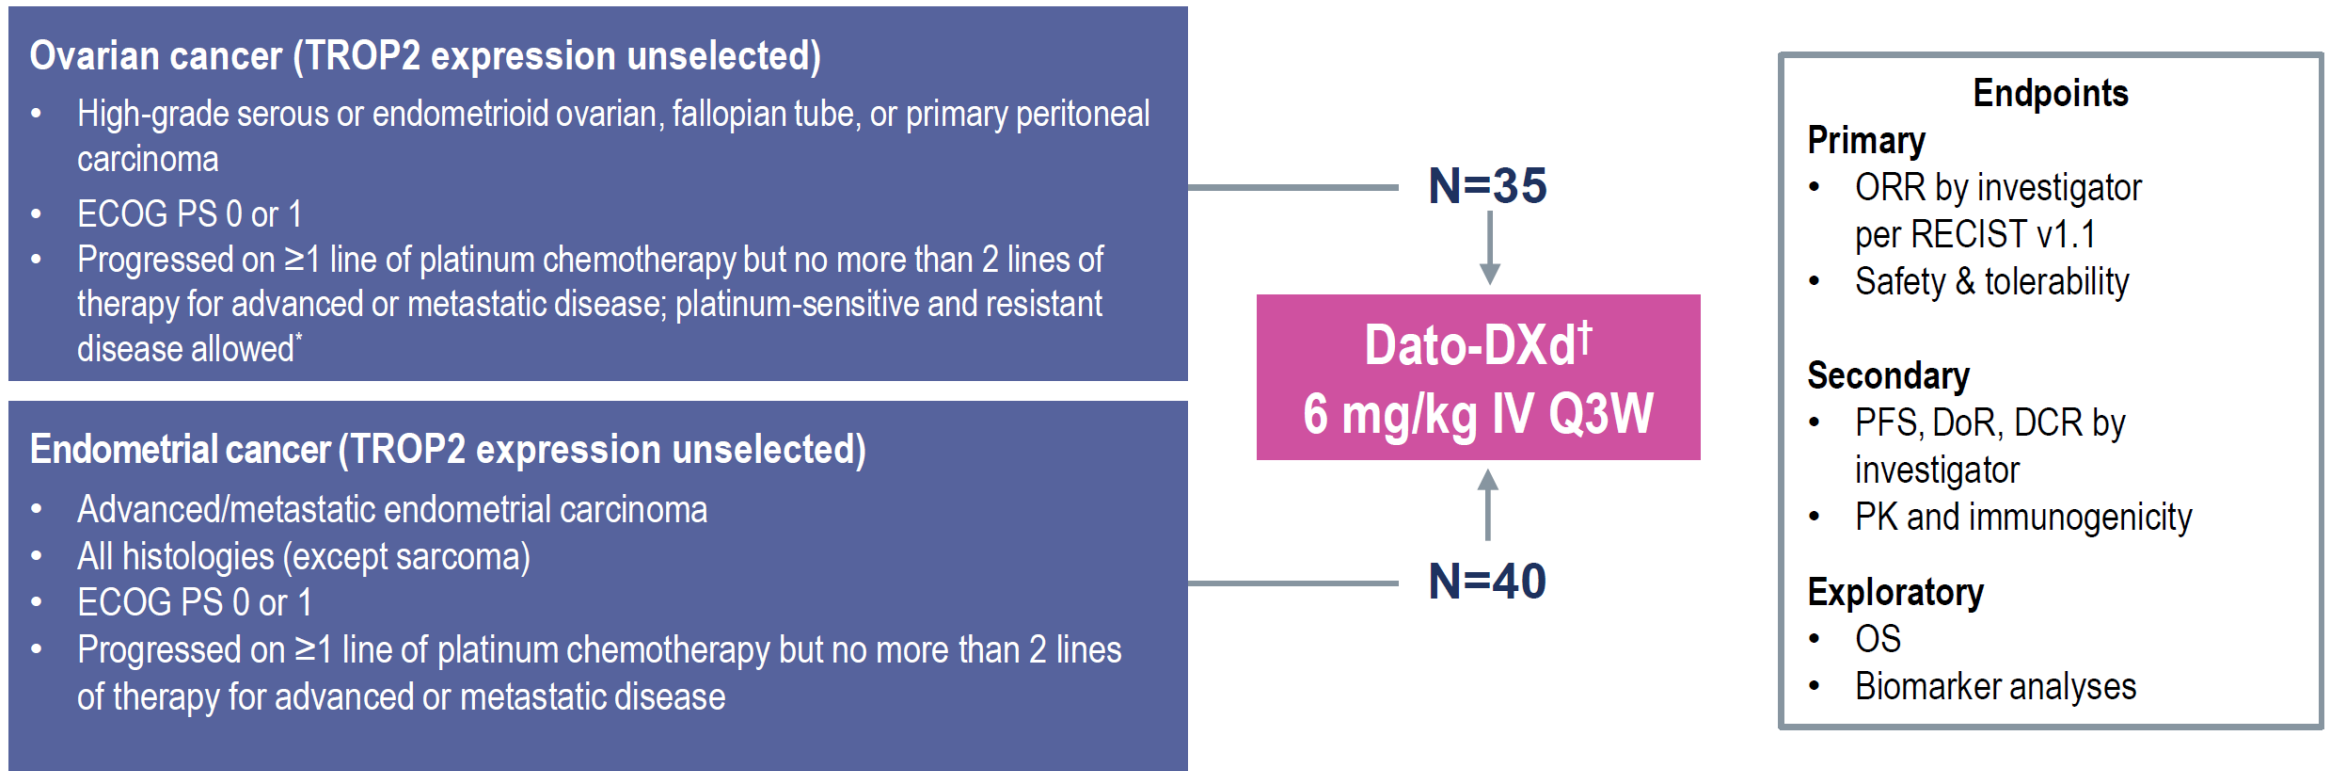 Ovarian cancer (TROP2 expression unselected)
• High-grade serous or endometrioid ovarian, fallopian tube, or primary peritoneal
carcinoma
• ECOG PS 0 or 1
• Progressed on ≥1 line of platinum chemotherapy but no more than 2 lines of
therapy for advanced or metastatic disease; platinum-sensitive and resistant
disease allowed*
Endometrial cancer (TROP2 expression unselected)
• Advanced/metastatic endometrial carcinoma
• All histologies (except sarcoma)
• ECOG PS 0 or 1
• Progressed on ≥1 line of platinum chemotherapy but no more than 2 lines
of therapy for advanced or metastatic disease
N=35
Dato-DXd†
6 mg/kg IV Q3W
N=40
Endpoints
Primary
• ORR by investigator
per RECIST v1.1
• Safety & tolerability
Secondary
• PFS, DoR, DCR by
investigator
• PK and immunogenicity
Exploratory
• OS
• Biomarker analyses